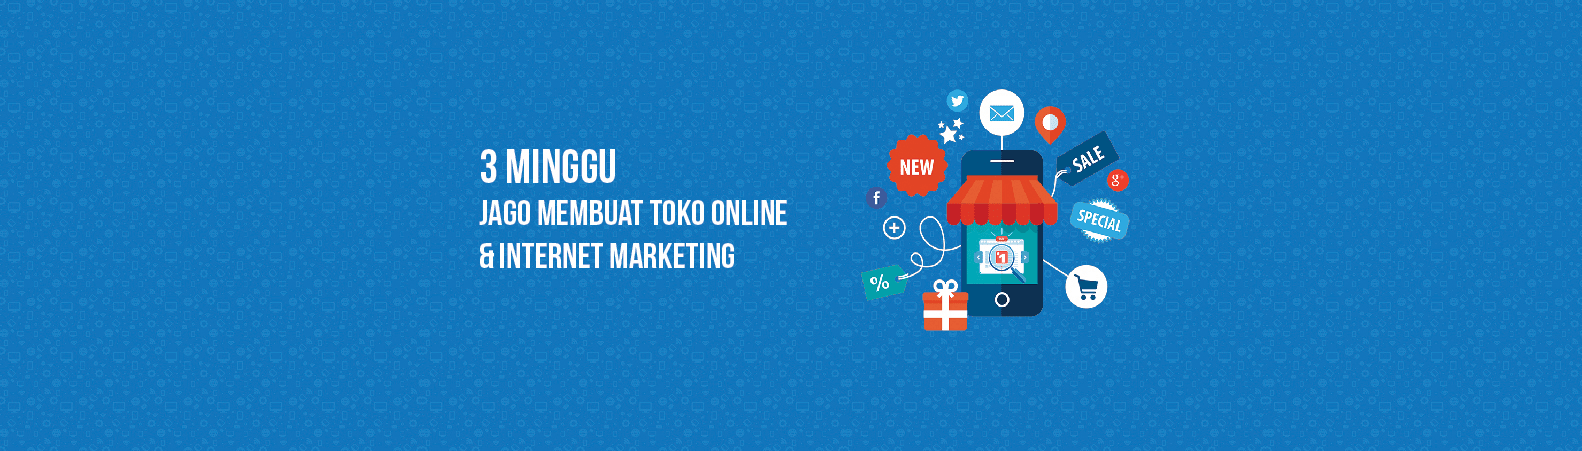 3 MINGGU
JAGO MEMBUAT TOKO ONLINE
& INTERNET MARKETING
NEW
SALE
g+
SPECIAL
f
%